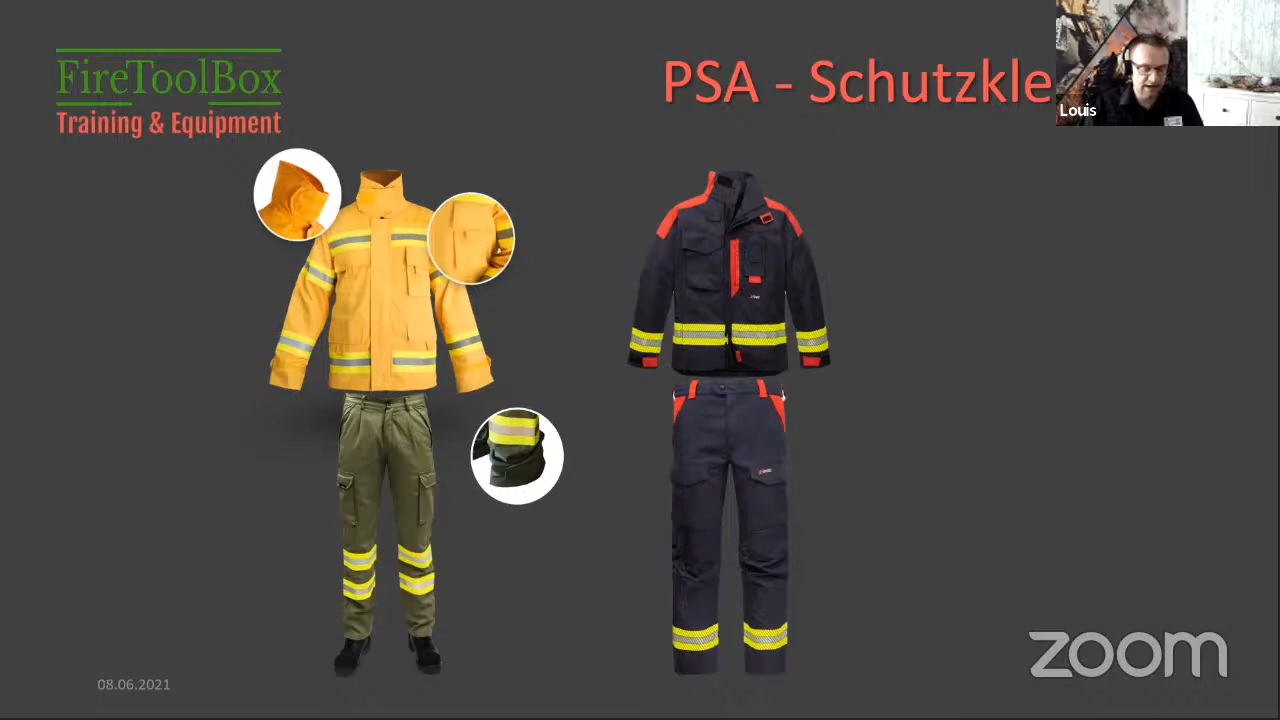 FireToolBox
Training & Equipment
PSA - Schutzkle
Louis
08.06.2021
zoom